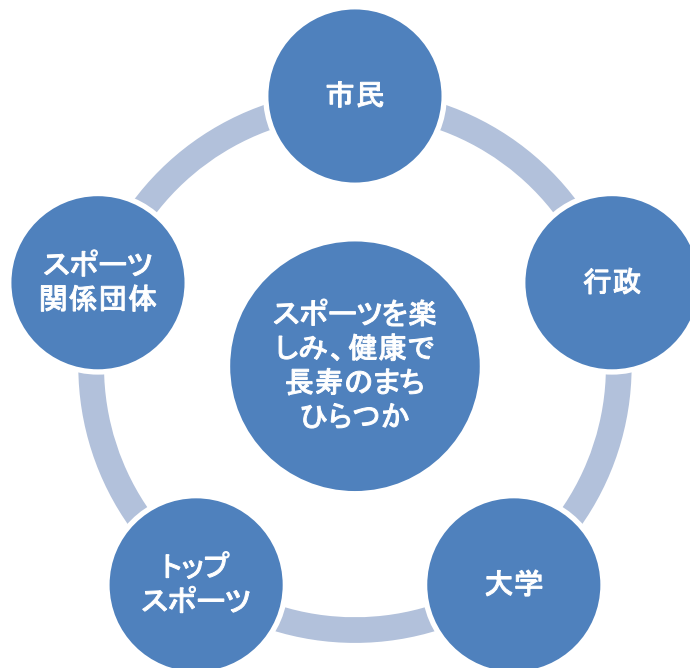 市民
スポーツ
関係団体
行政
スポーツを楽
しみ、健康で
長寿のまち
ひらつか
トップ
スポーツ
大学